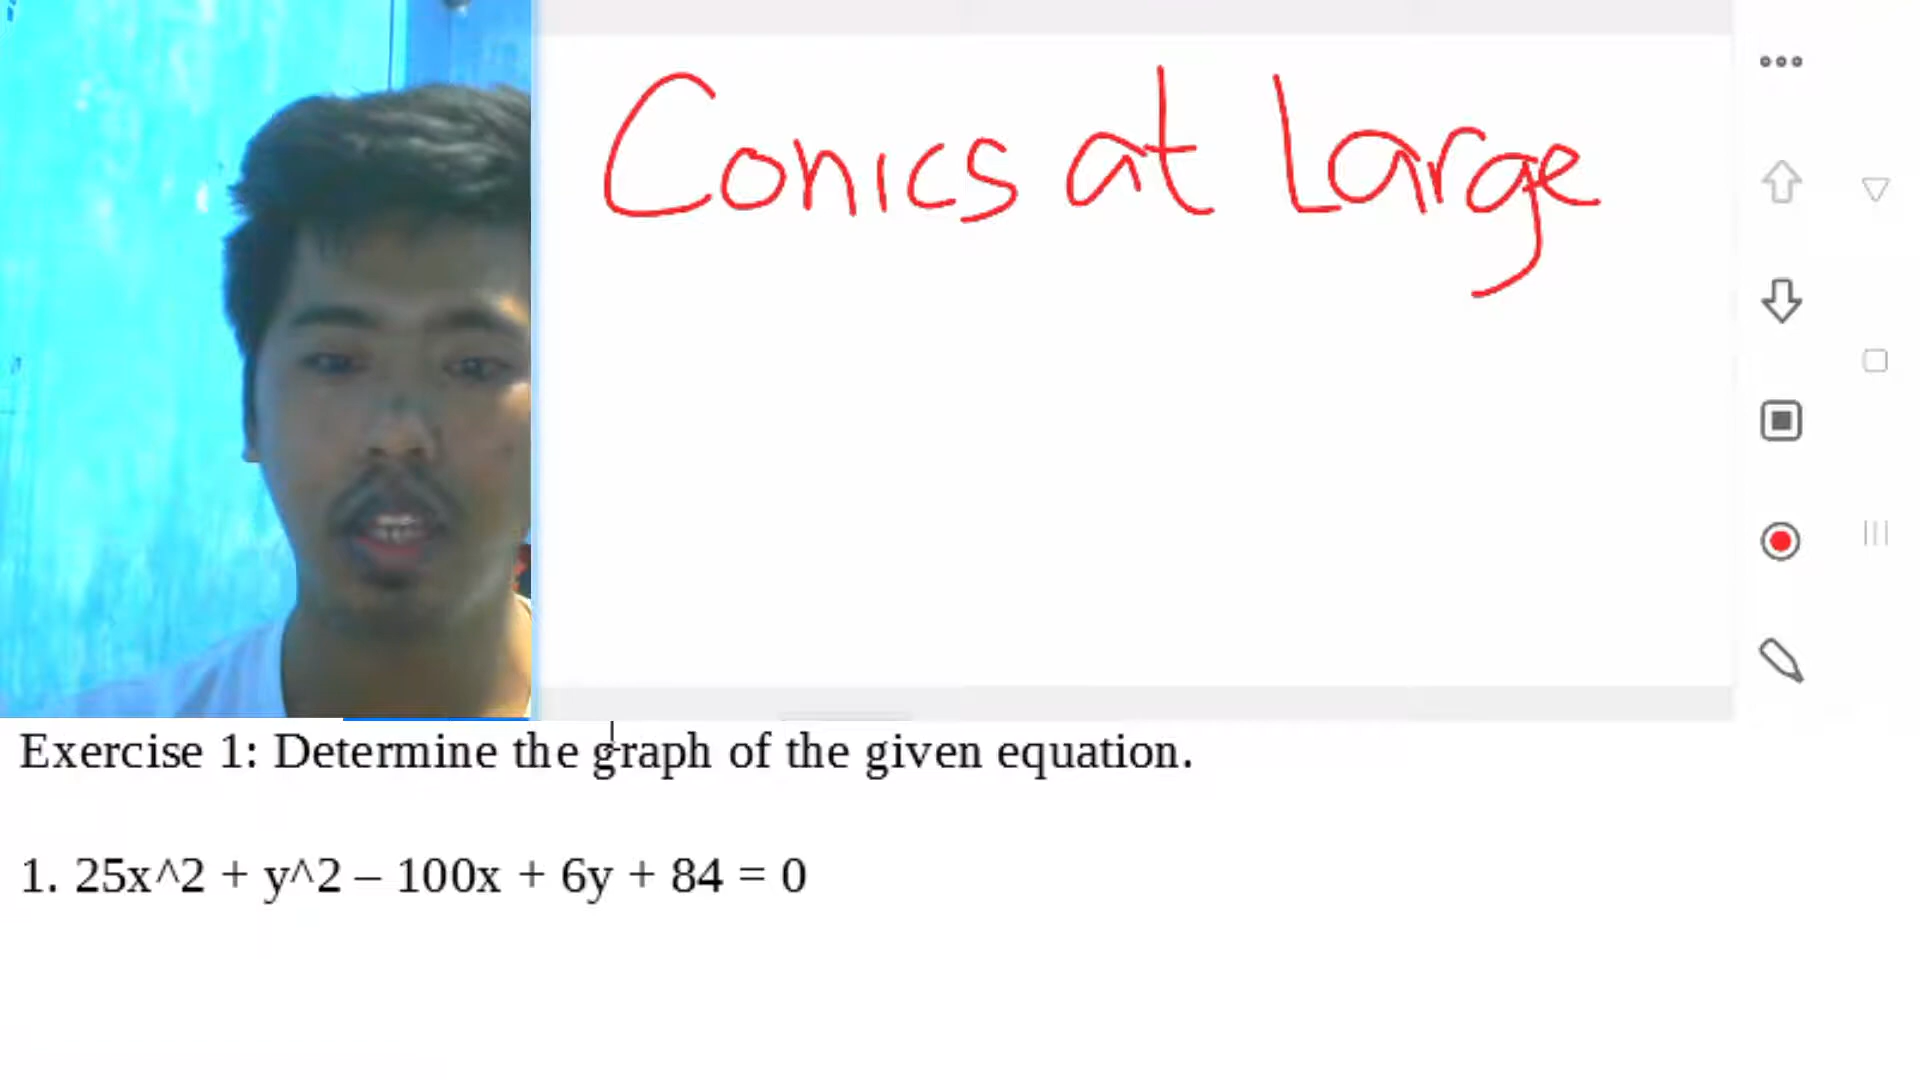 Conics at Large
Exercise 1: Determine the graph of the given equation.
1. 25x^2 + y^2 – 100x + 6y + 84 = 0